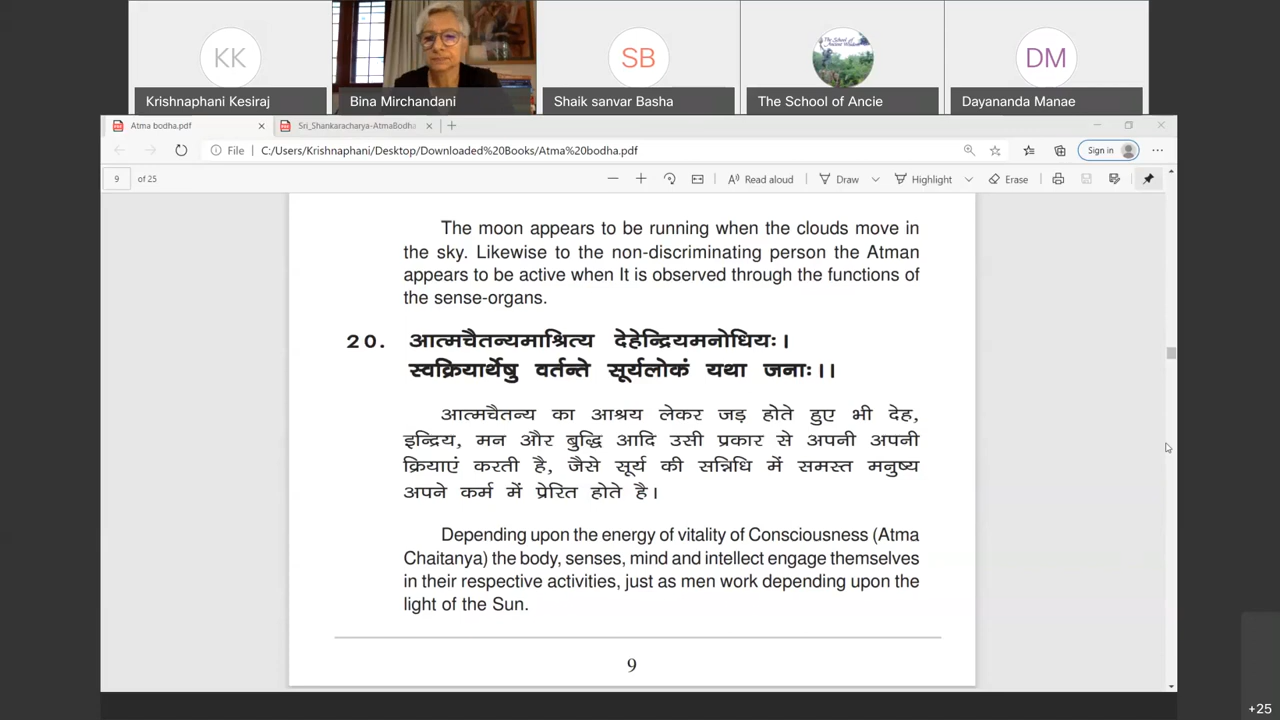 KK
SB
The School of
Ancient Wisdom
DM
Krishnaphani Kesiraj
Bina Mirchandani
Shaik sanvar Basha
The School of Ancie
Dayananda Manae
Atma bodha.pdf
Sri_Shankaracharya-AtmaBodha
File
C:/Users/Krishnaphani/Desktop/Downloaded%20Books/Atma%20bodha.pdf
Sign in
9 of 25
Read aloud
Draw
Highlight
Erase
The moon appears to be running when the clouds move in
the sky. Likewise to the non-discriminating person the Atman
appears to be active when It is observed through the functions of
the sense-organs.
20. आत्मचैतन्यमाश्रित्य देहेन्द्रियमनोधियः।
स्वक्रियार्थेषु वर्तन्ते सूर्यलोकं यथा जनाः।।
आत्मचैतन्य का आश्रय लेकर जड़ होते हुए भी देह,
इन्द्रिय, मन और बुद्धि आदि उसी प्रकार से अपनी अपनी
क्रियाएं करती है, जैसे सूर्य की सन्निधि में समस्त मनुष्य
अपने कर्म में प्रेरित होते है।
Depending upon the energy of vitality of Consciousness (Atma
Chaitanya) the body, senses, mind and intellect engage themselves
in their respective activities, just as men work depending upon the
light of the Sun.
9
+25